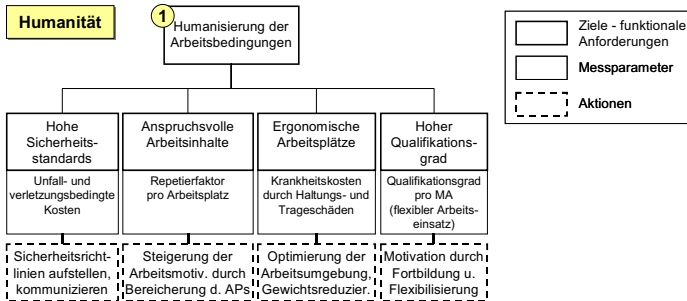 Humanität
1
Humanisierung der
Arbeitsbedingungen
Ziele - funktionale
Anforderungen
Messparameter
Aktionen
Hohe
Sicherheits-
standards
Unfall- und
verletzungsbedingte
Kosten
Sicherheitsricht-
linien aufstellen,
kommunizieren
Anspruchsvolle
Arbeitsinhalte
Repetierfaktor
pro Arbeitsplatz
Steigerung der
Arbeitsmotiv. durch
Bereicherung d. APs
Ergonomische
Arbeitsplätze
Krankheitskosten
durch Haltungs- und
Trageschäden
Optimierung der
Arbeitsumgebung,
Gewichtsreduzier.
Hoher
Qualifikations-
grad
Qualifikationsgrad
pro MA
(flexibler Arbeits-
einsatz)
Motivation durch
Fortbildung u.
Flexibilisierung